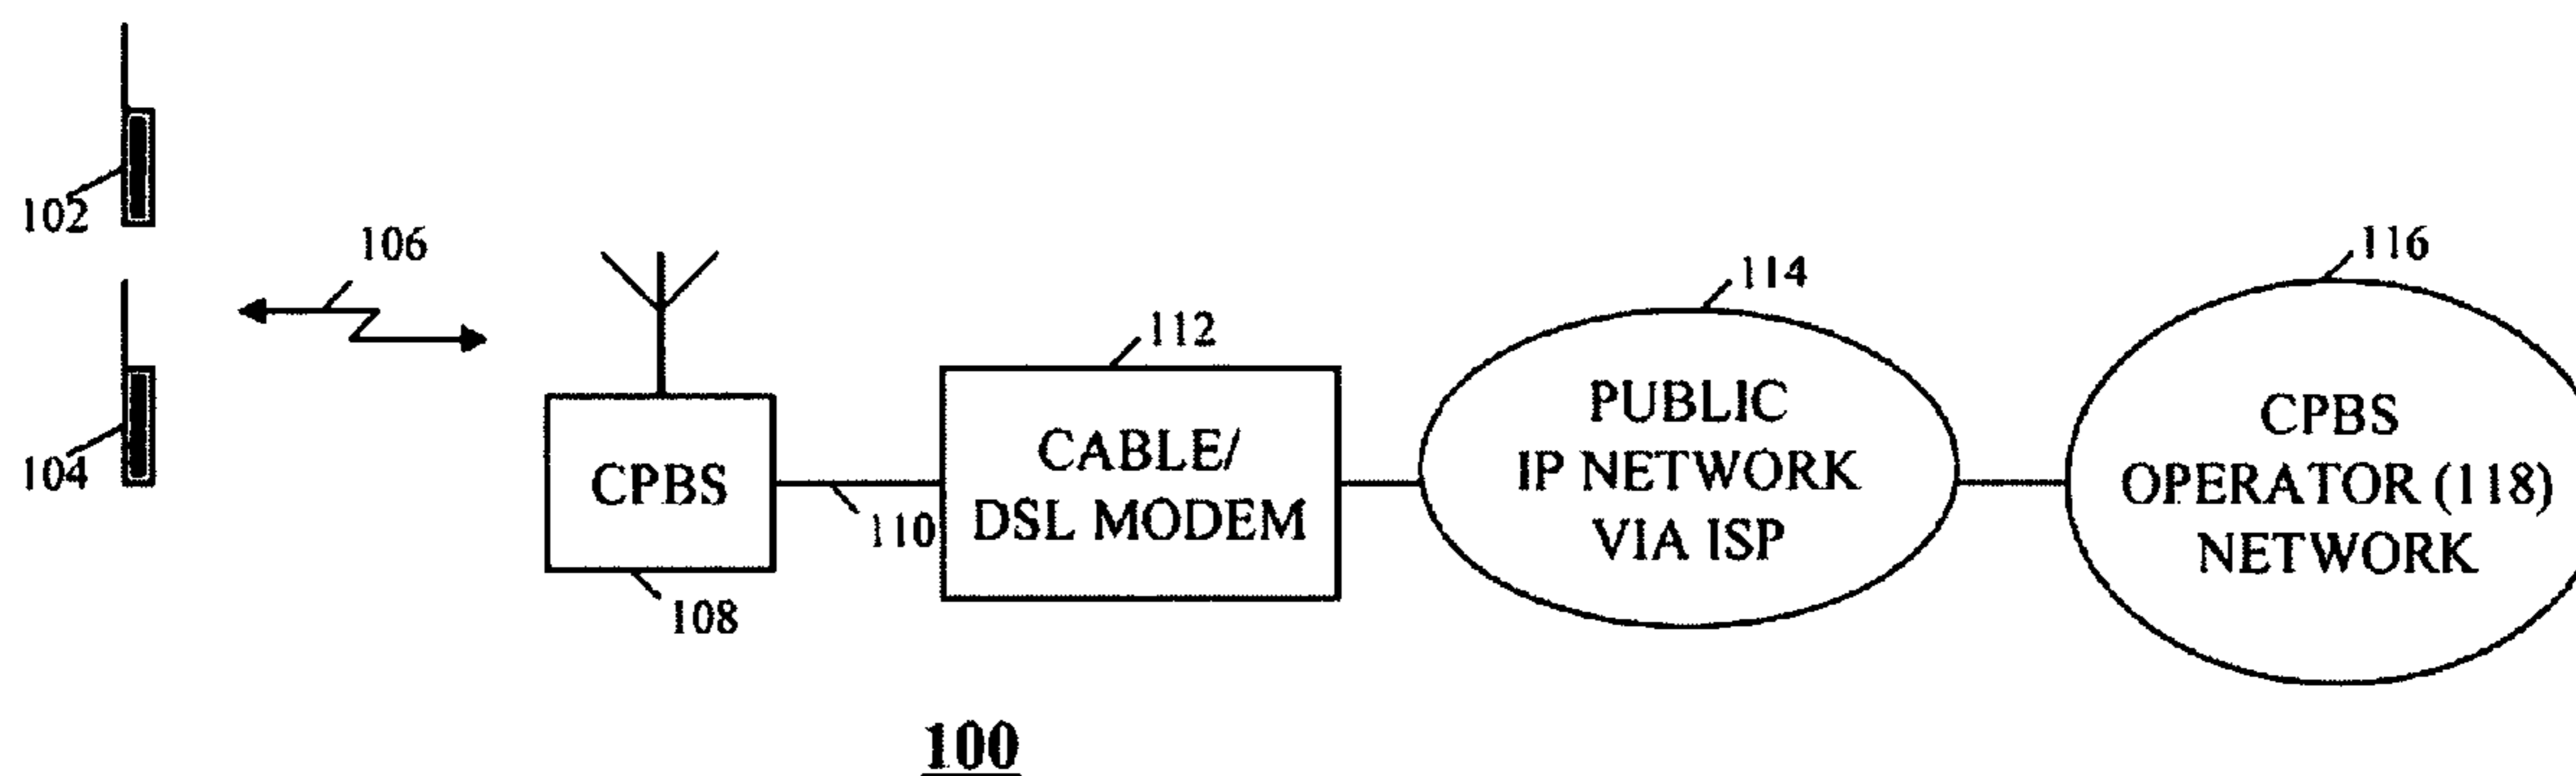 102
104
106
CPBS
108
110
112
CABLE/
DSL MODEM
114
PUBLIC
IP NETWORK
VIA ISP
116
CPBS
OPERATOR (118)
NETWORK
100